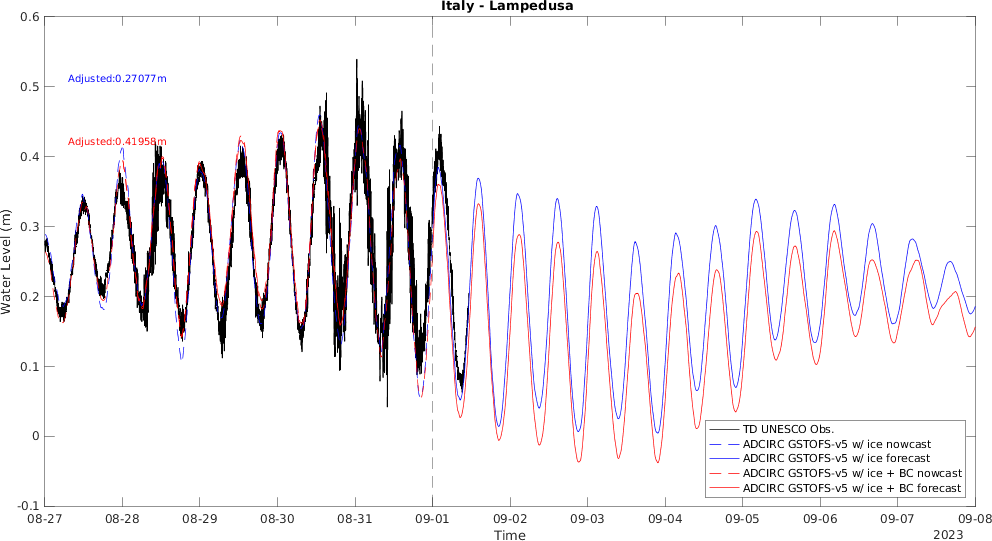 Italy - Lampedusa
0.6
0.5
0.4
0.3
0.2
0.1
0
-0.1
Water Level (m)
Adjusted:0.27077m
Adjusted:0.41958m
TD UNESCO Obs.
ADCIRC GSTOFS-v5 w/ ice nowcast
ADCIRC GSTOFS-v5 w/ ice forecast
ADCIRC GSTOFS-v5 w/ ice + BC nowcast
ADCIRC GSTOFS-v5 w/ ice + BC forecast
08-27 08-28 08-29 08-30 08-31 09-01 09-02 09-03 09-04 09-05 09-06 09-07 09-08
Time
2023